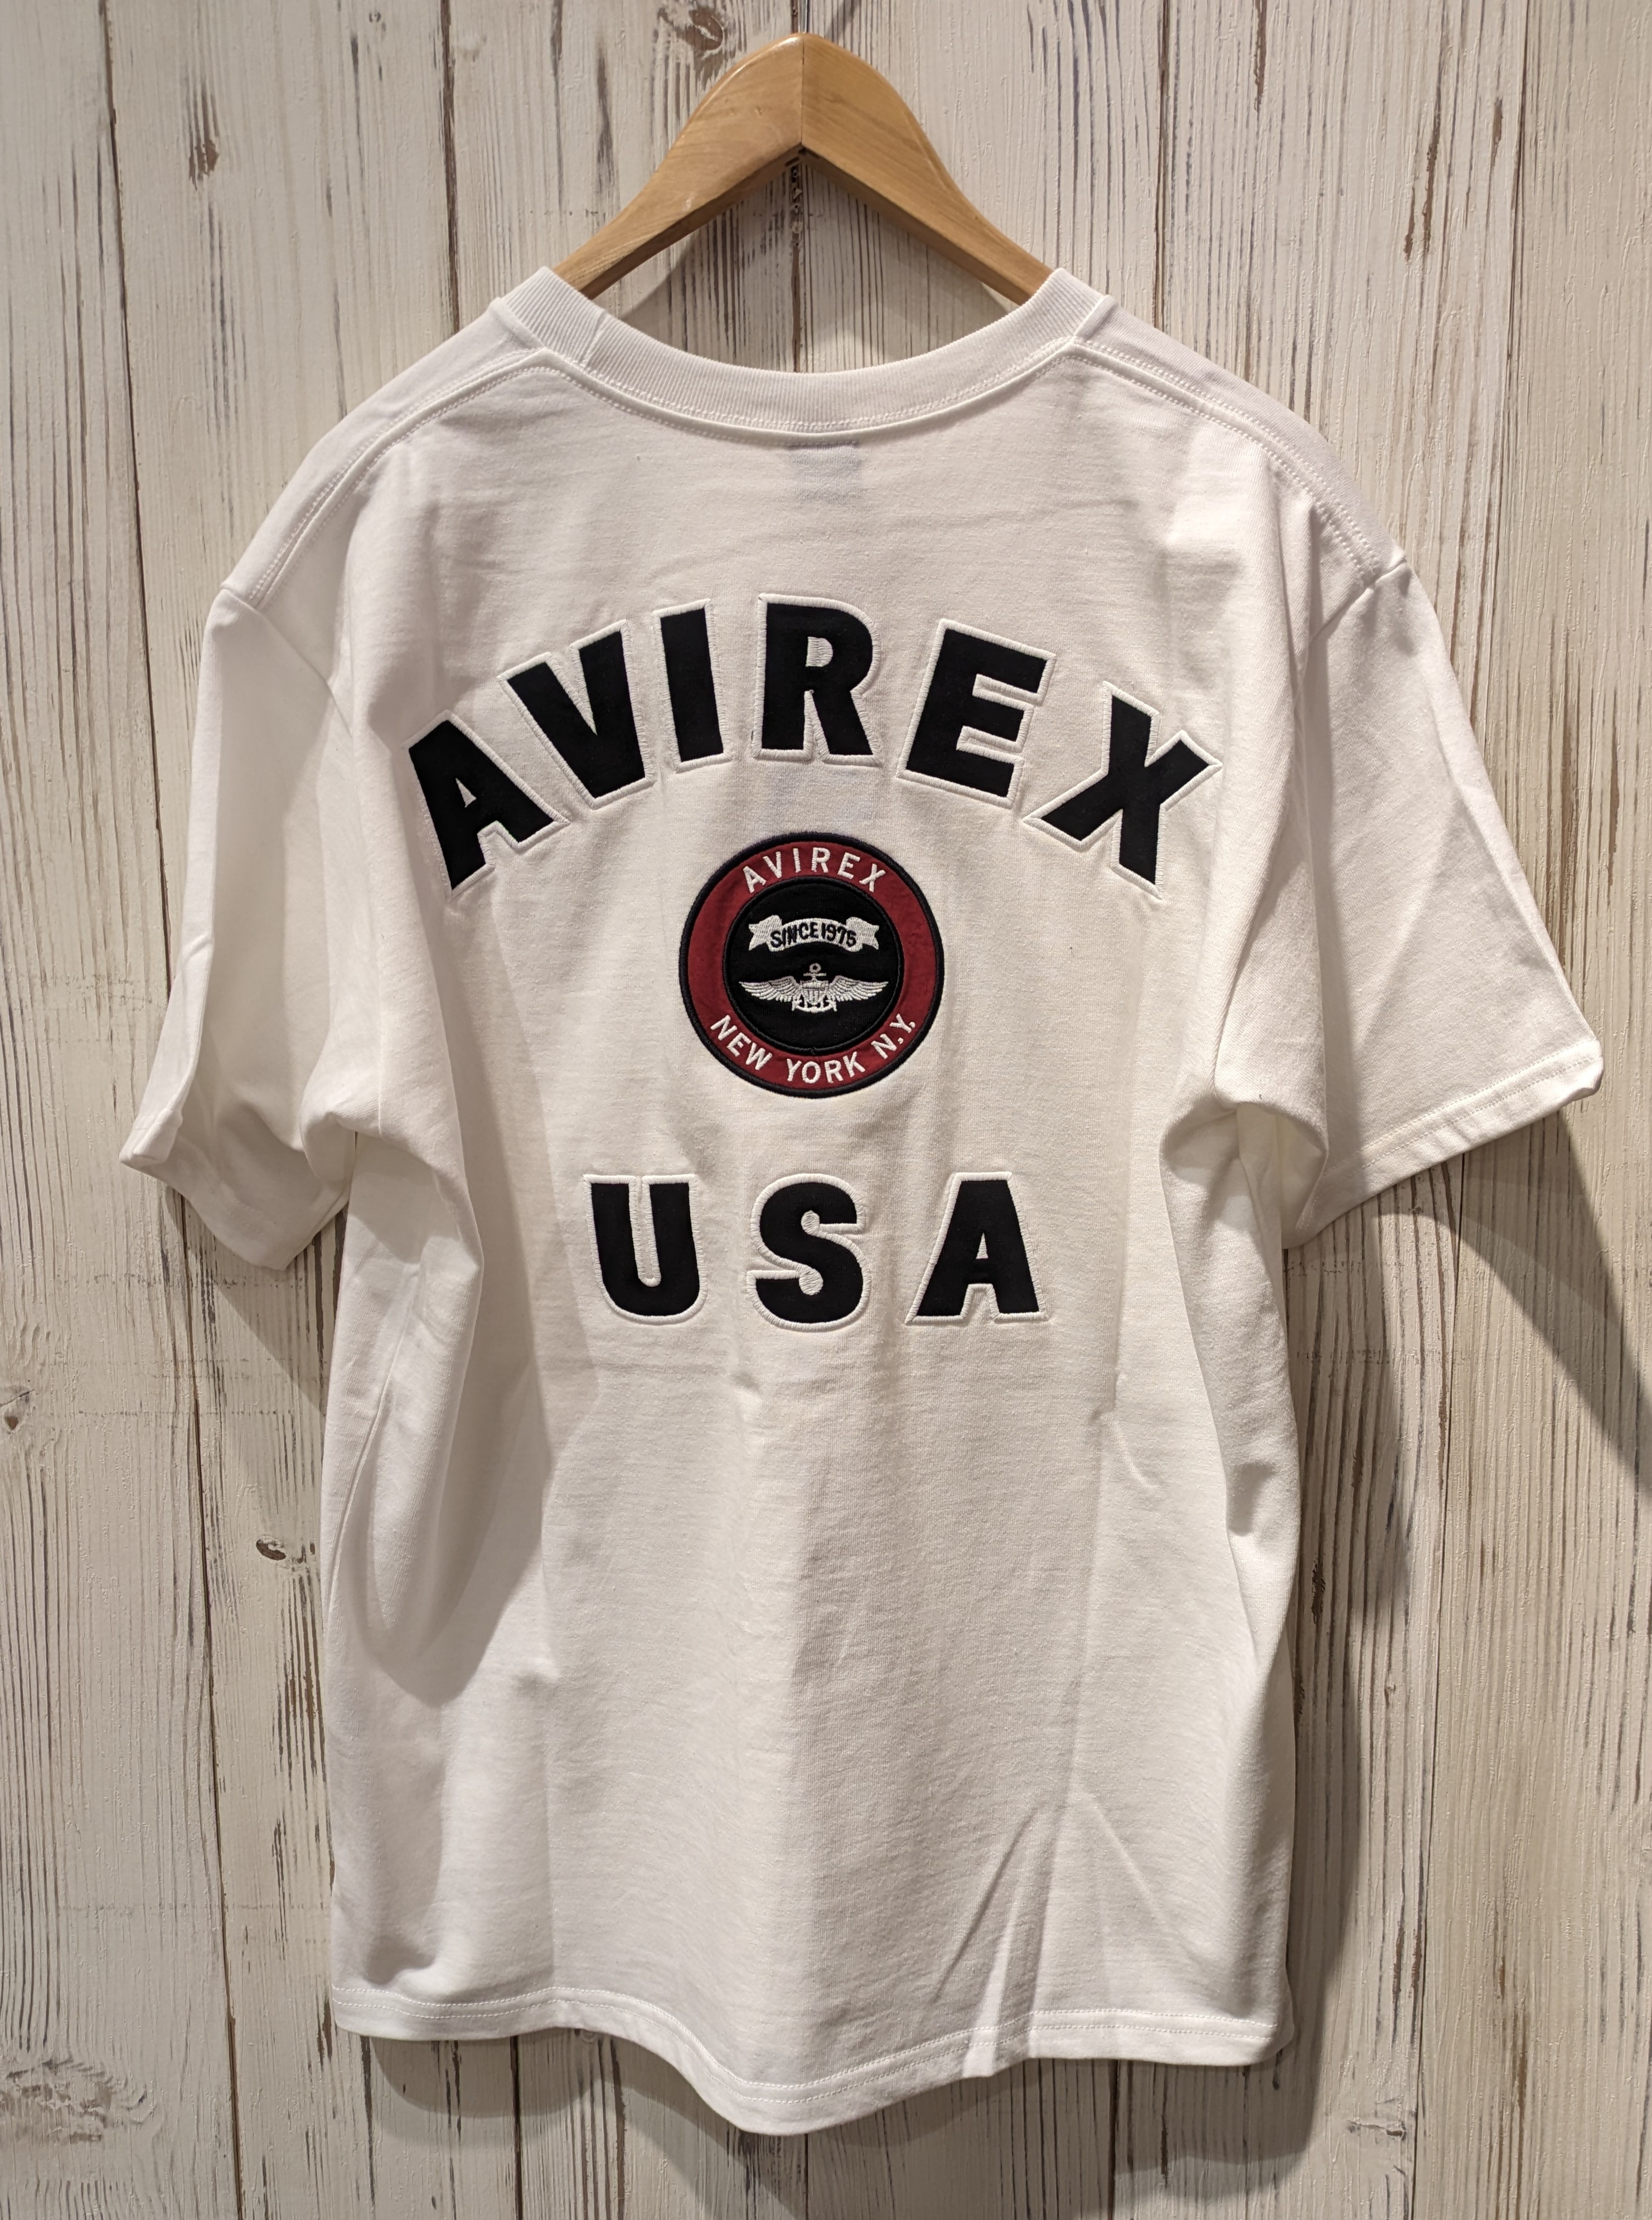 AVIREX
AVIREX
SINCE 1975
NEW YORK N.Y.
USA